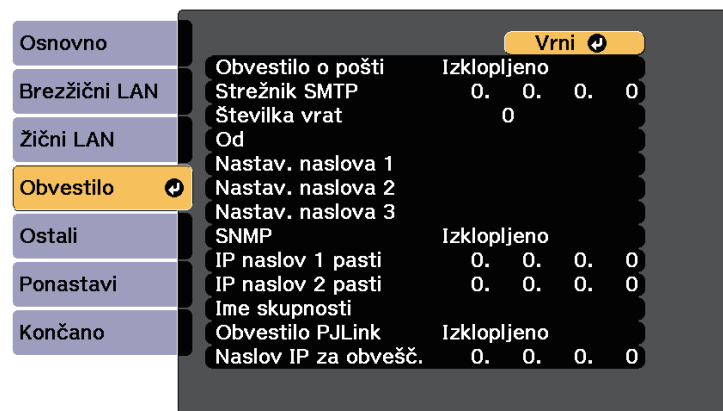 Osnovno
Brezžični LAN
Žični LAN
Obvestilo
Ostali
Ponastavi
Končano
Vrni
Obvestilo o pošti Izklopljeno
Strežnik SMTP 0. 0. 0. 0
Številka vrat 0
Od
Nastav. naslova 1
Nastav. naslova 2
Nastav. naslova 3
SNMP Izklopljeno
IP naslov 1 pasti 0. 0. 0. 0
IP naslov 2 pasti 0. 0. 0. 0
Ime skupnosti
Obvestilo PJLink Izklopljeno
Naslov IP za obvešč. 0. 0. 0. 0